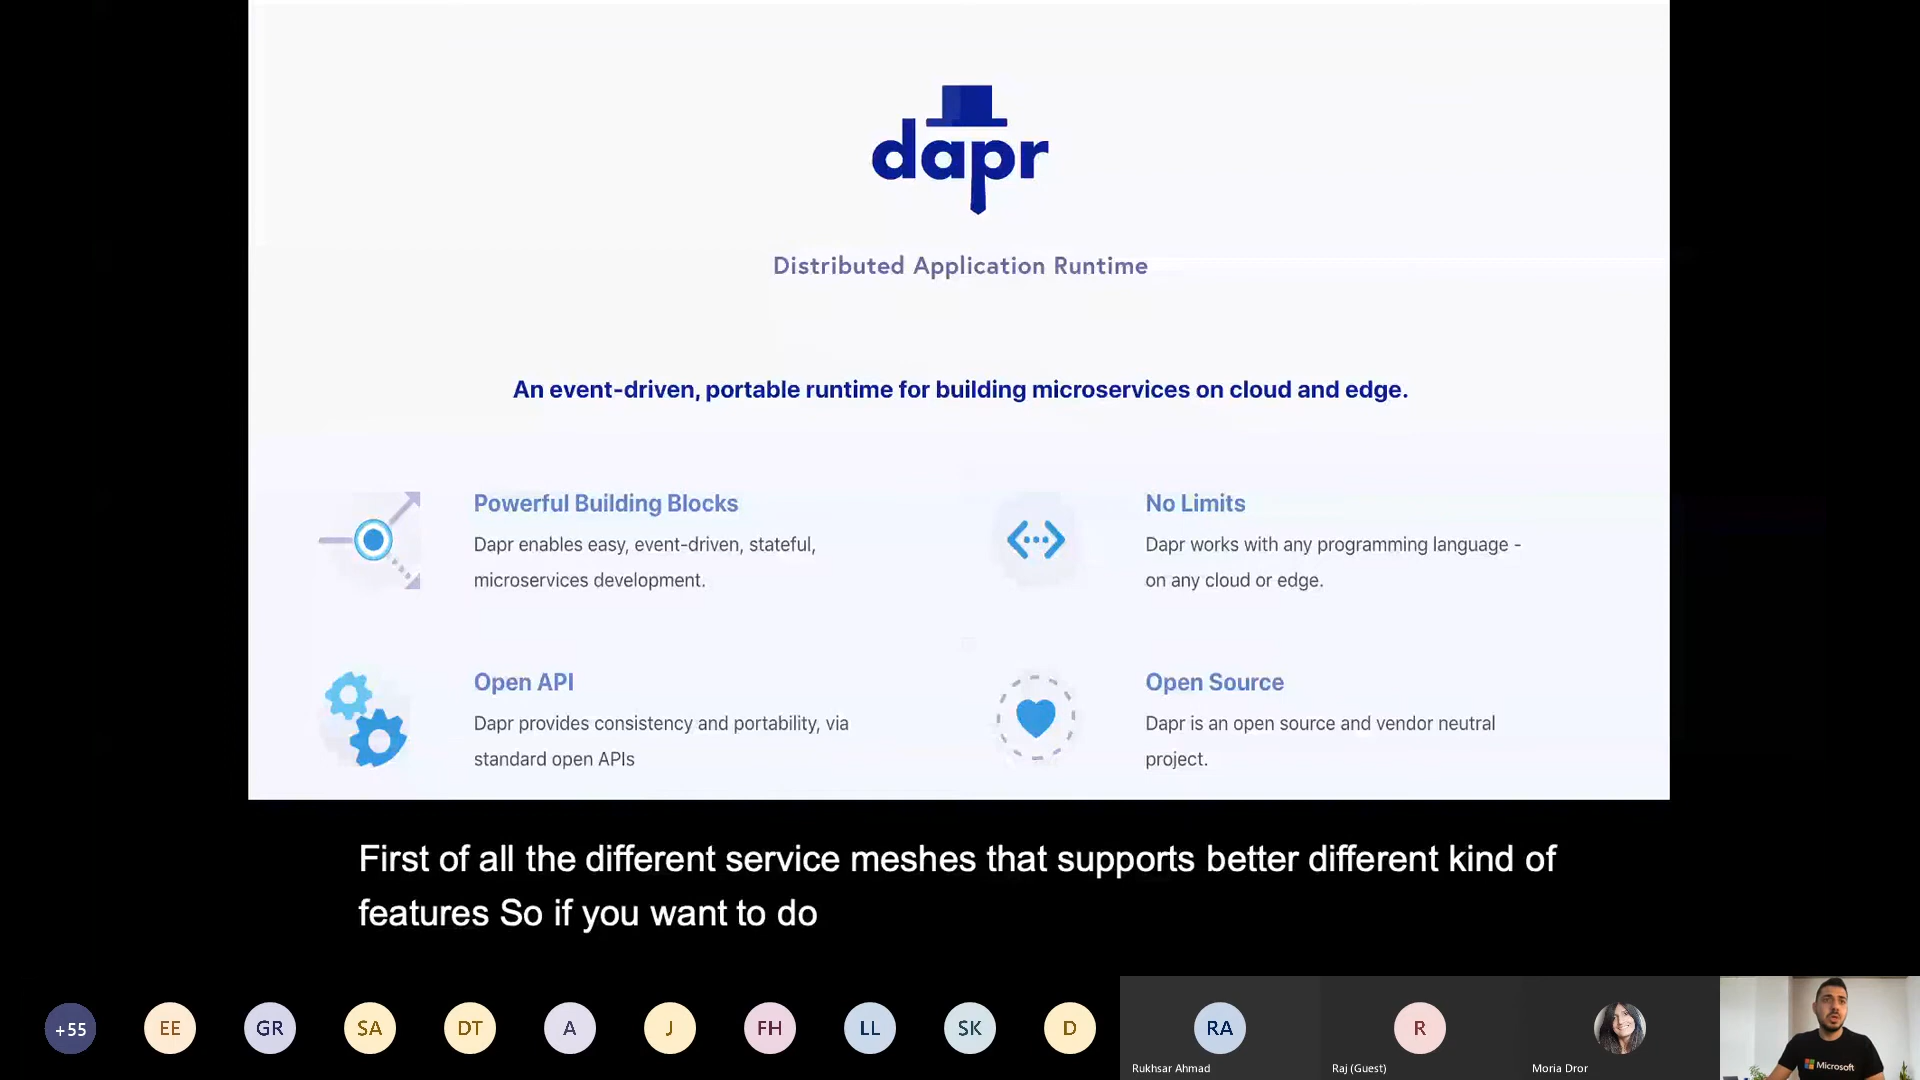 dapr
Distributed Application Runtime
An event-driven, portable runtime for building microservices on cloud and edge.
Powerful Building Blocks
Dapr enables easy, event-driven, stateful,
microservices development.
No Limits
Dapr works with any programming language -
on any cloud or edge.
Open API
Dapr provides consistency and portability, via
standard open APIs
Open Source
Dapr is an open source and vendor neutral
project.
First of all the different service meshes that supports better different kind of
features So if you want to do
+55
EE
GR
SA
DT
A
J
FH
LL
SK
D
RA
Rukhsar Ahmad
R
Raj (Guest)
Moria Dror
Microsoft